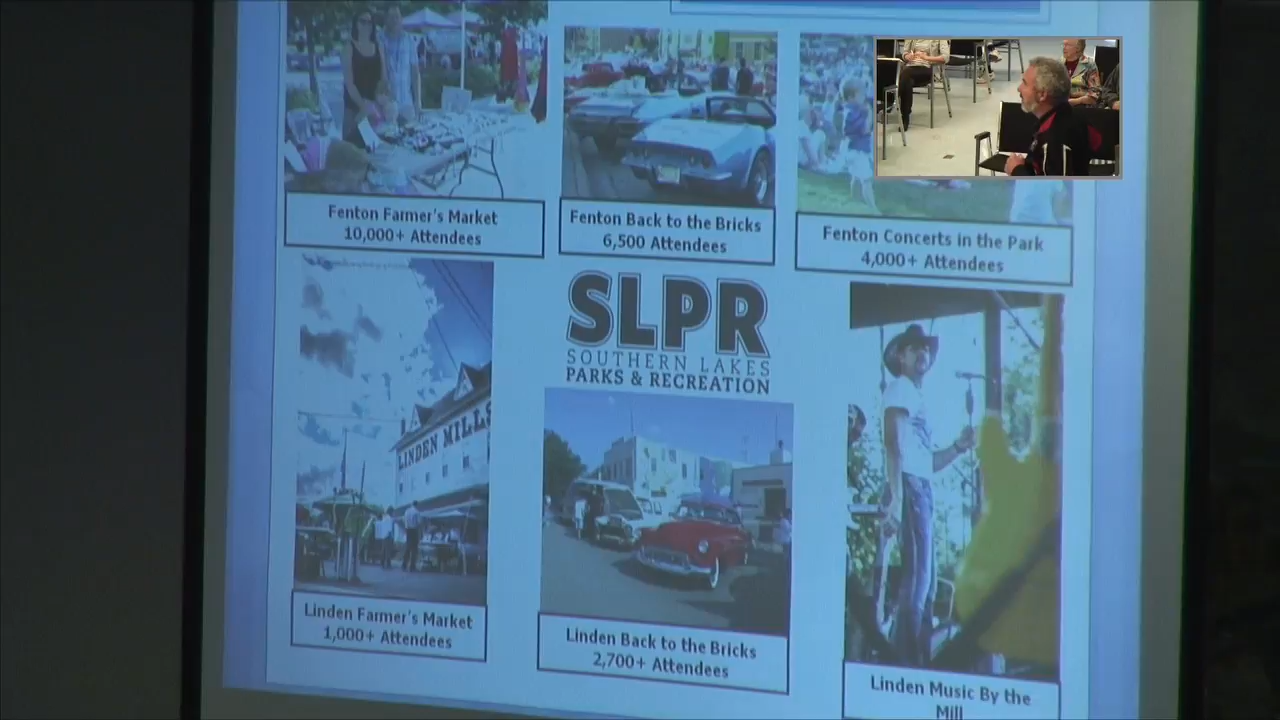 Fenton Farmer's Market
10,000+ Attendees
Fenton Back to the Bricks
6,500 Attendees
Fenton Concerts in the Park
4,000+ Attendees
SLPR
SOUTHERN LAKES
PARKS & RECREATION
LINDEN MILLS
Linden Farmer's Market
1,000+ Attendees
Linden Back to the Bricks
2,700+ Attendees
Linden Music By the
Mill